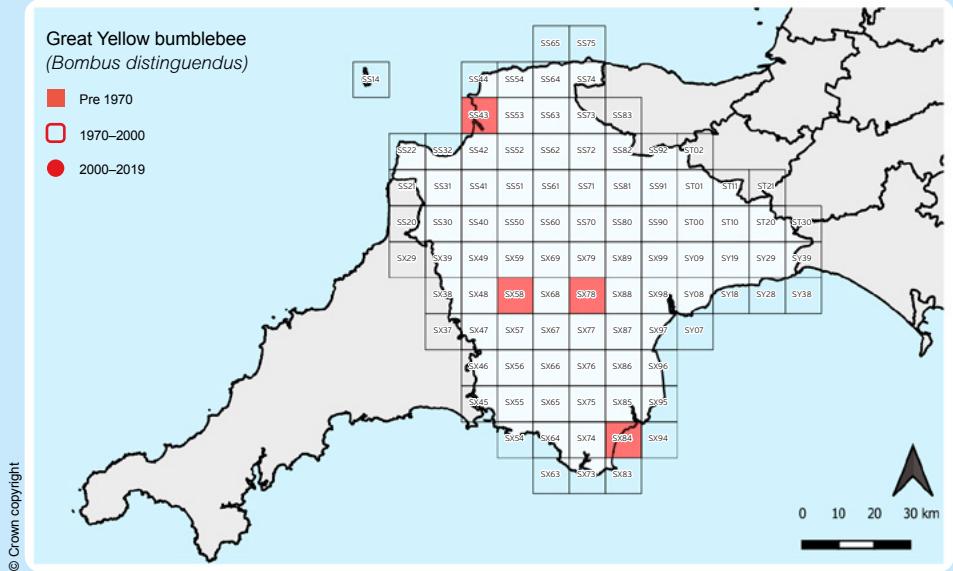 Great Yellow bumblebee
(Bombus distinguendus)
Pre 1970
1970–2000
2000–2019
SS65 SS75
SS14 SS44 SS54 SS64 SS74
SS43 SS53 SS63 SS73 SS83
SS22 SS32 SS42 SS52 SS62 SS72 SS82 SS92 ST02
SS21 SS31 SS41 SS51 SS61 SS71 SS81 SS91 ST01 ST11 ST21
SS20 SS30 SS40 SS50 SS60 SS70 SS80 SS90 ST00 ST10 ST20 ST30
SX29 SX39 SX49 SX59 SX69 SX79 SX89 SX99 SY09 SY19 SY29 SY39
SX38 SX48 SX58 SX68 SX78 SX88 SX98 SY08 SY18 SY28 SY38
SX37 SX47 SX57 SX67 SX77 SX87 SX97 SY07
SX46 SX56 SX66 SX76 SX86 SX96
SX45 SX55 SX65 SX75 SX85 SX95
SX54 SX64 SX74 SX84 SX94
SX63 SX73 SX83
0 10 20 30 km
© Crown copyright